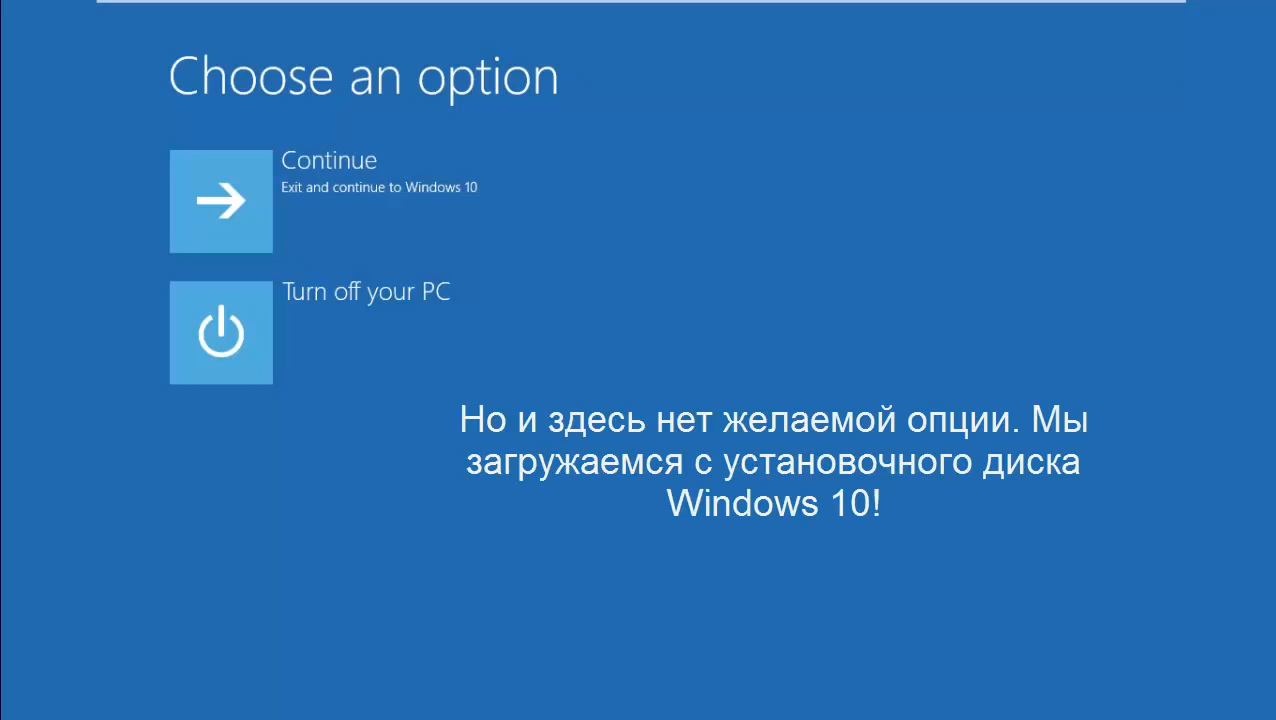 Choose an option
Continue
Exit and continue to Windows 10
Turn off your PC
Но и здесь нет желаемой опции. Мы
загружаемся с установочного диска
Windows 10!